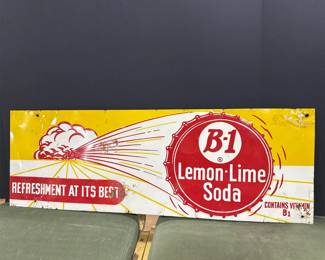 B-1
®
Lemon-Lime
Soda
REFRESHMENT AT ITS BEST
CONTAINS VITAMIN
B1